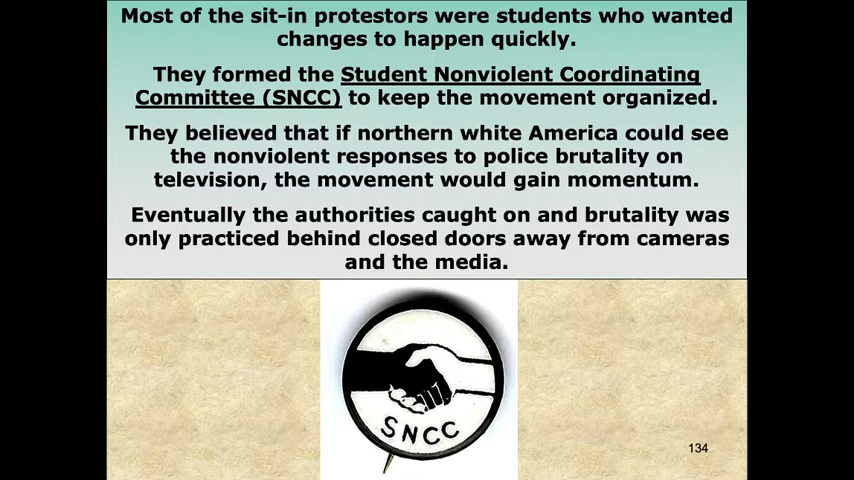 Most of the sit-in protestors were students who wanted
changes to happen quickly.
They formed the Student Nonviolent Coordinating
Committee (SNCC) to keep the movement organized.
They believed that if northern white America could see
the nonviolent responses to police brutality on
television, the movement would gain momentum.
Eventually the authorities caught on and brutality was
only practiced behind closed doors away from cameras
and the media.
SNCC
134